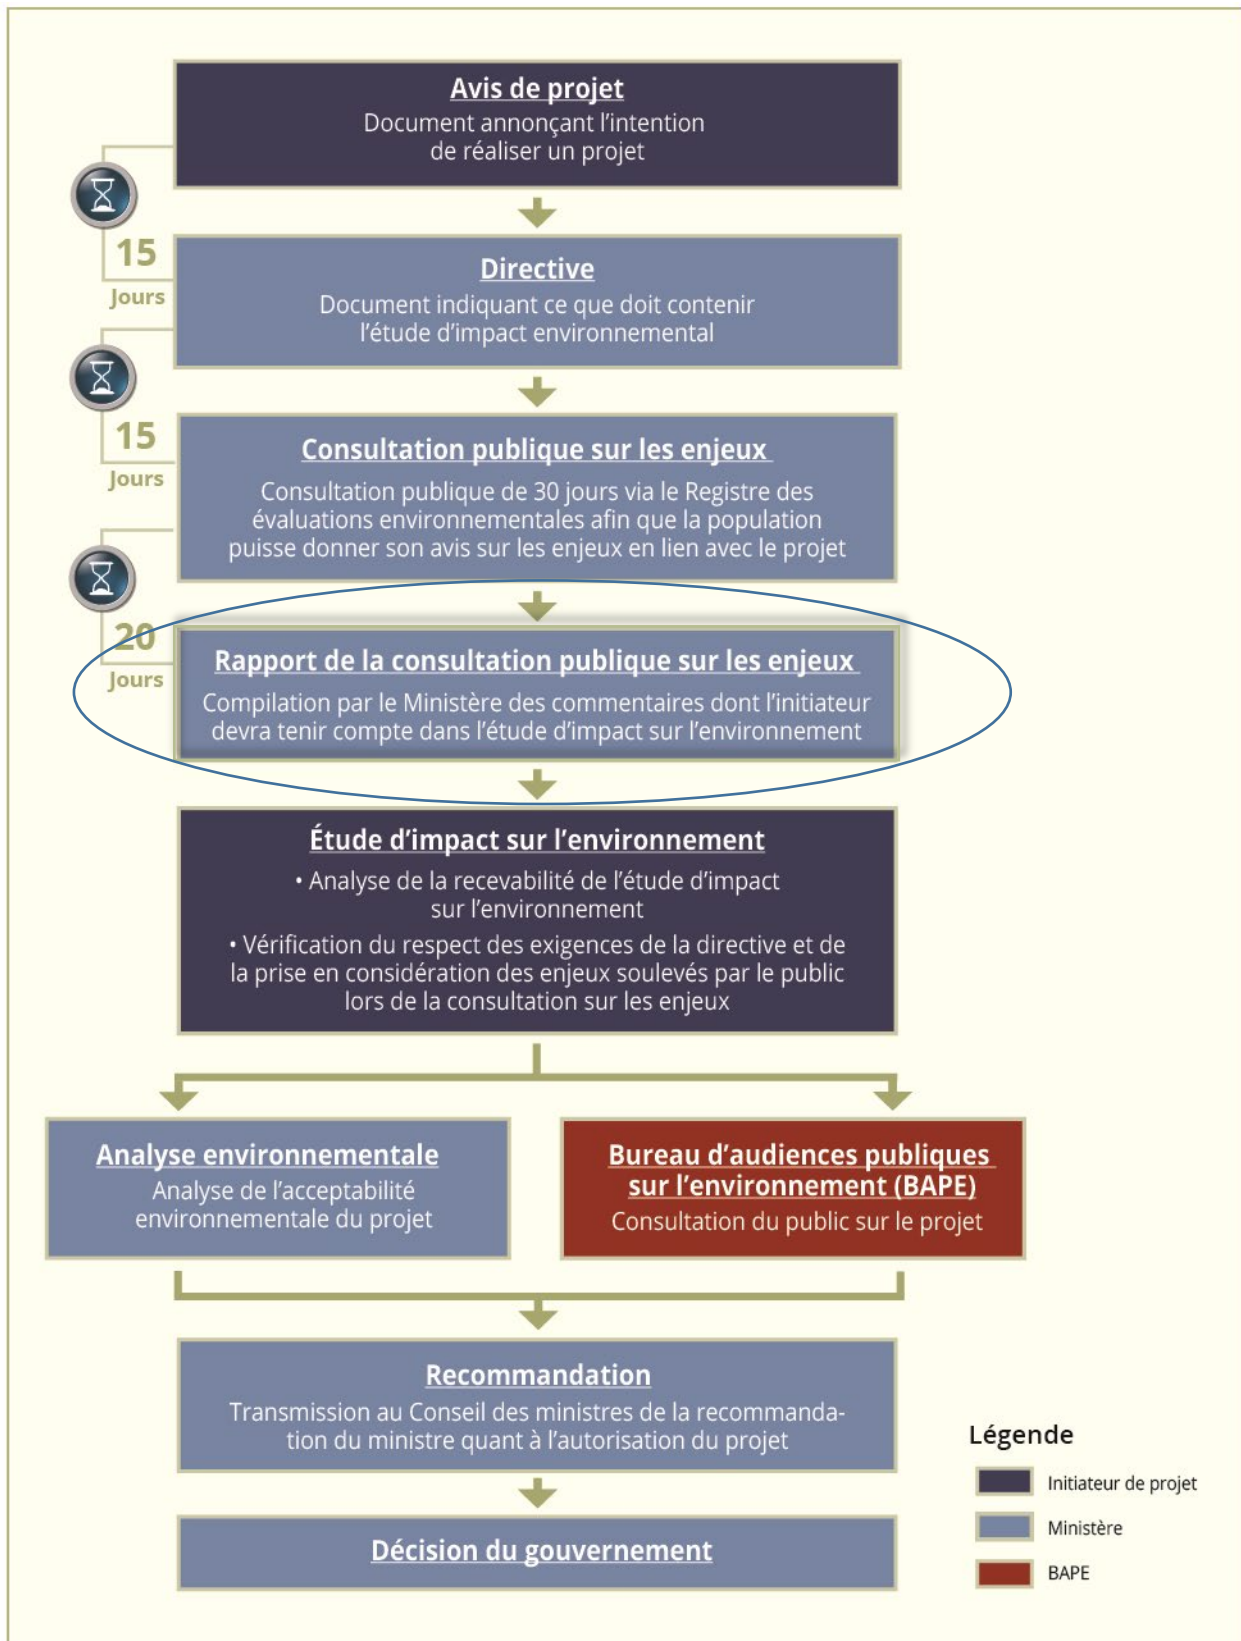 Avis de projet
Document annonçant l’intention
de réaliser un projet
15
Jours
Directive
Document indiquant ce que doit contenir
l’étude d’impact environnemental
15
Jours
Consultation publique sur les enjeux
Consultation publique de 30 jours via le Registre des
évaluations environnementales afin que la population
puisse donner son avis sur les enjeux en lien avec le projet
20
Jours
Rapport de la consultation publique sur les enjeux
Compilation par le Ministère des commentaires dont l’initiateur
devra tenir compte dans l’étude d’impact sur l’environnement
Étude d’impact sur l’environnement
• Analyse de la recevabilité de l’étude d’impact
sur l’environnement
• Vérification du respect des exigences de la directive et de
la prise en considération des enjeux soulevés par le public
lors de la consultation sur les enjeux
Analyse environnementale
Analyse de l’acceptabilité
environnementale du projet
Bureau d’audiences publiques
sur l’environnement (BAPE)
Consultation du public sur le projet
Recommandation
Transmission au Conseil des ministres de la recommanda-
tion du ministre quant à l’autorisation du projet
Décision du gouvernement
Légende
Initiateur de projet
Ministère
BAPE